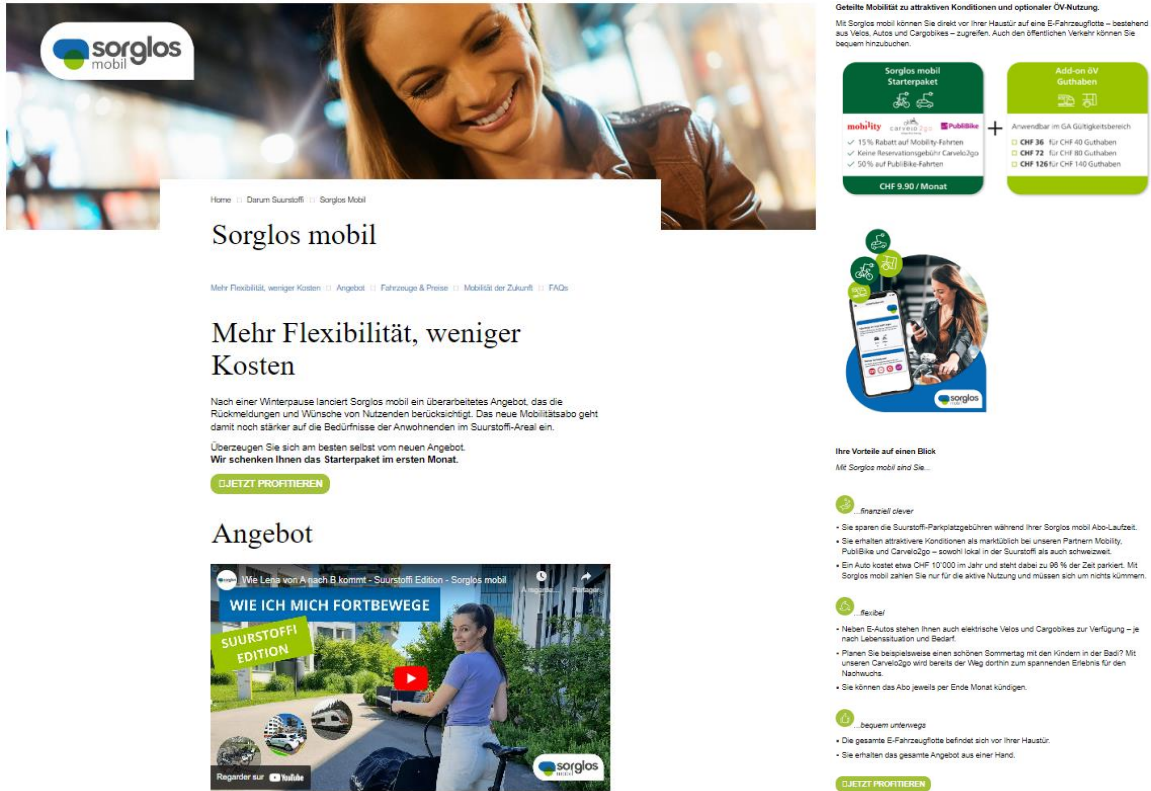 sorglos
mobil
Home Darum Suurstoffi Sorglos Mobil
Sorglos mobil
Mehr Flexibilität, weniger Kosten Angebot Fahrzeuge & Preise Mobilität der Zukunft FAQs
Mehr Flexibilität, weniger
Kosten
Nach einer Winterpause lanciert Sorglos mobil ein überarbeitetes Angebot, das die
Rückmeldungen und Wünsche von Nutzenden berücksichtigt. Das neue Mobilitätsabo geht
damit noch stärker auf die Bedürfnisse der Anwohnenden im Suurstoffi-Areal ein.
Überzeugen Sie sich am besten selbst vom neuen Angebot.
Wir schenken Ihnen das Starterpaket im ersten Monat.
JETZT PROFITIEREN
Angebot
sorglos
Wie Lena von A nach B kommt - Suurstoffi Edition - Sorglos mobil
À regarde...
Partager
WIE ICH MICH FORTBEWEGE
SUURSTOFFI
EDITION
Regarder sur YouTube
sorglos
mobil
Geteilte Mobilität zu attraktiven Konditionen und optionaler ÖV-Nutzung.
Mit Sorglos mobil können Sie direkt vor Ihrer Haustür auf eine E-Fahrzeugflotte – bestehend
aus Velos, Autos und Cargobikes – zugreifen. Auch den öffentlichen Verkehr können Sie
bequem hinzubuchen.
Sorglos mobil
Starterpaket
mobility carvelo2go PubliBike
✓ 15% Rabatt auf Mobility-Fahrten
✓ Keine Reservationsgebühr Carvelo2go
✓ 50% auf PubliBike-Fahrten
CHF 9.90 / Monat
+
Add-on öV
Guthaben
Anwendbar im GA Gültigkeitsbereich
CHF 36 für CHF 40 Guthaben
CHF 72 für CHF 80 Guthaben
CHF 126 für CHF 140 Guthaben
sorglos
mobil
Ihre Vorteile auf einen Blick
Mit Sorglos mobil sind Sie...
...finanziell clever
• Sie sparen die Suurstoffi-Parkplatzgebühren während Ihrer Sorglos mobil Abo-Laufzeit.
• Sie erhalten attraktivere Konditionen als marktüblich bei unseren Partnern Mobility,
PubliBike und Carvelo2go – sowohl lokal in der Suurstoffi als auch schweizweit.
• Ein Auto kostet etwa CHF 10'000 im Jahr und steht dabei zu 96 % der Zeit parkiert. Mit
Sorglos mobil zahlen Sie nur für die aktive Nutzung und müssen sich um nichts kümmern.
...flexibel
• Neben E-Autos stehen Ihnen auch elektrische Velos und Cargobikes zur Verfügung – je
nach Lebenssituation und Bedarf.
• Planen Sie beispielsweise einen schönen Sommertag mit den Kindern in der Badi? Mit
unseren Carvelo2go wird bereits der Weg dorthin zum spannenden Erlebnis für den
Nachwuchs.
• Sie können das Abo jeweils per Ende Monat kündigen.
...bequem unterwegs
• Die gesamte E-Fahrzeugflotte befindet sich vor Ihrer Haustür.
• Sie erhalten das gesamte Angebot aus einer Hand.
JETZT PROFITIEREN